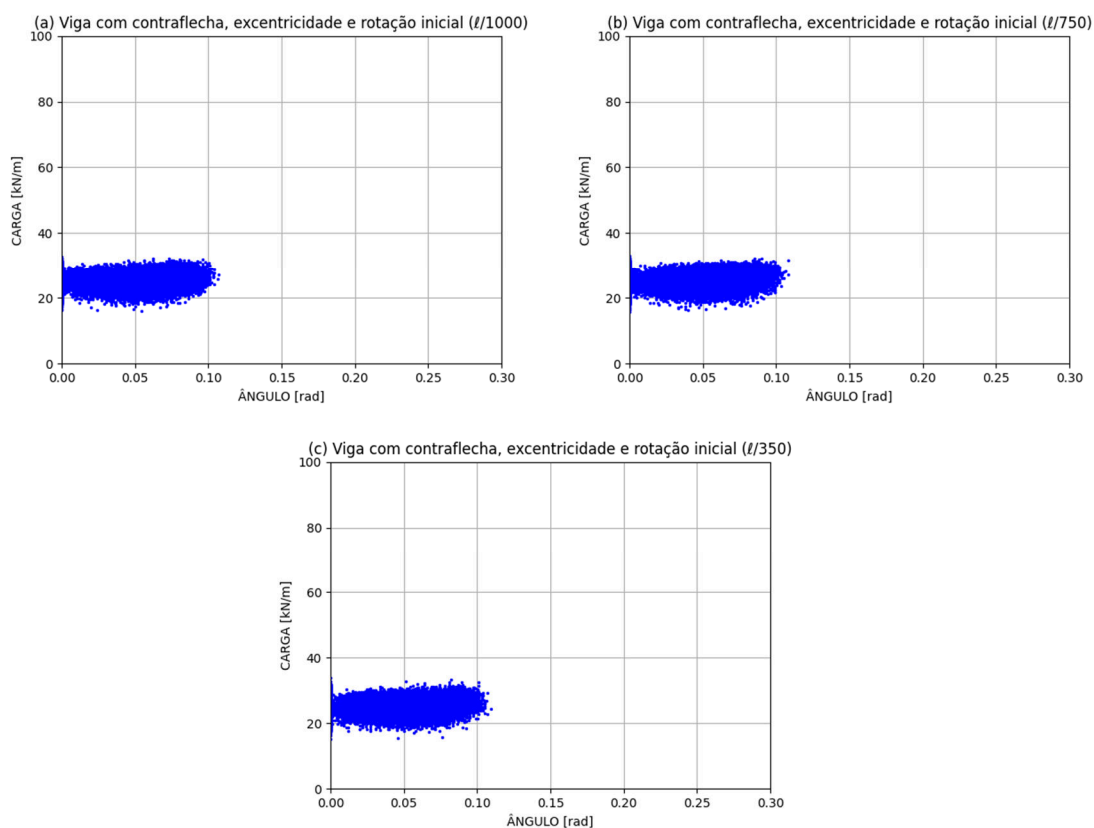 (a) Viga com contraflecha, excentricidade e rotação inicial (ℓ/1000)
100
80
60
40
20
0
CARGA [kN/m]
0.00 0.05 0.10 0.15 0.20 0.25 0.30
ÂNGULO [rad]
(b) Viga com contraflecha, excentricidade e rotação inicial (ℓ/750)
100
80
60
40
20
0
CARGA [kN/m]
0.00 0.05 0.10 0.15 0.20 0.25 0.30
ÂNGULO [rad]
(c) Viga com contraflecha, excentricidade e rotação inicial (ℓ/350)
100
80
60
40
20
0
CARGA [kN/m]
0.00 0.05 0.10 0.15 0.20 0.25 0.30
ÂNGULO [rad]